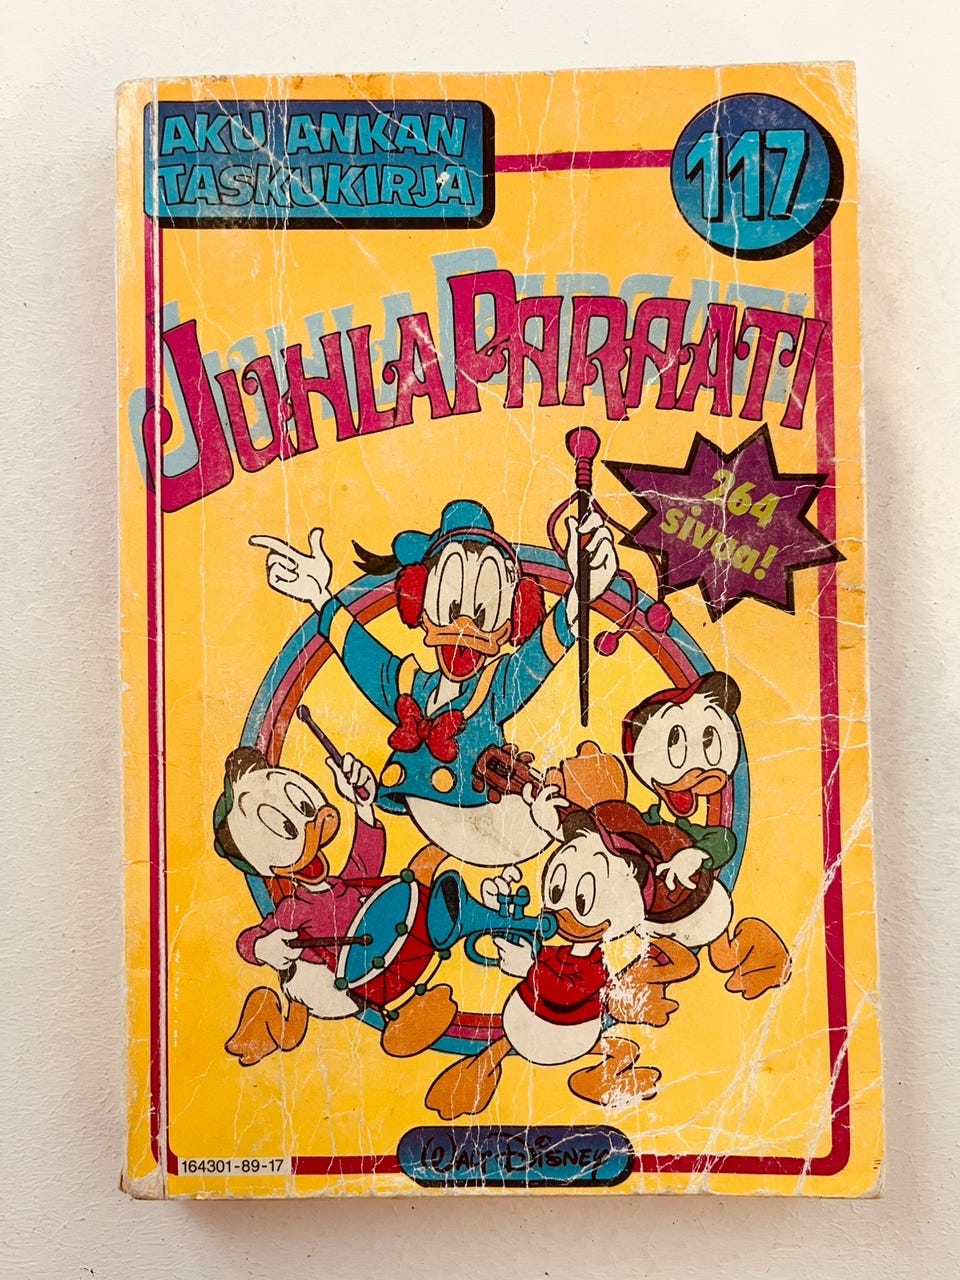 AKU ANKAN
TASKUKIRJA
117
JUHLAPARAATI
264
sivua!
164301-89-17
WALT DISNEY